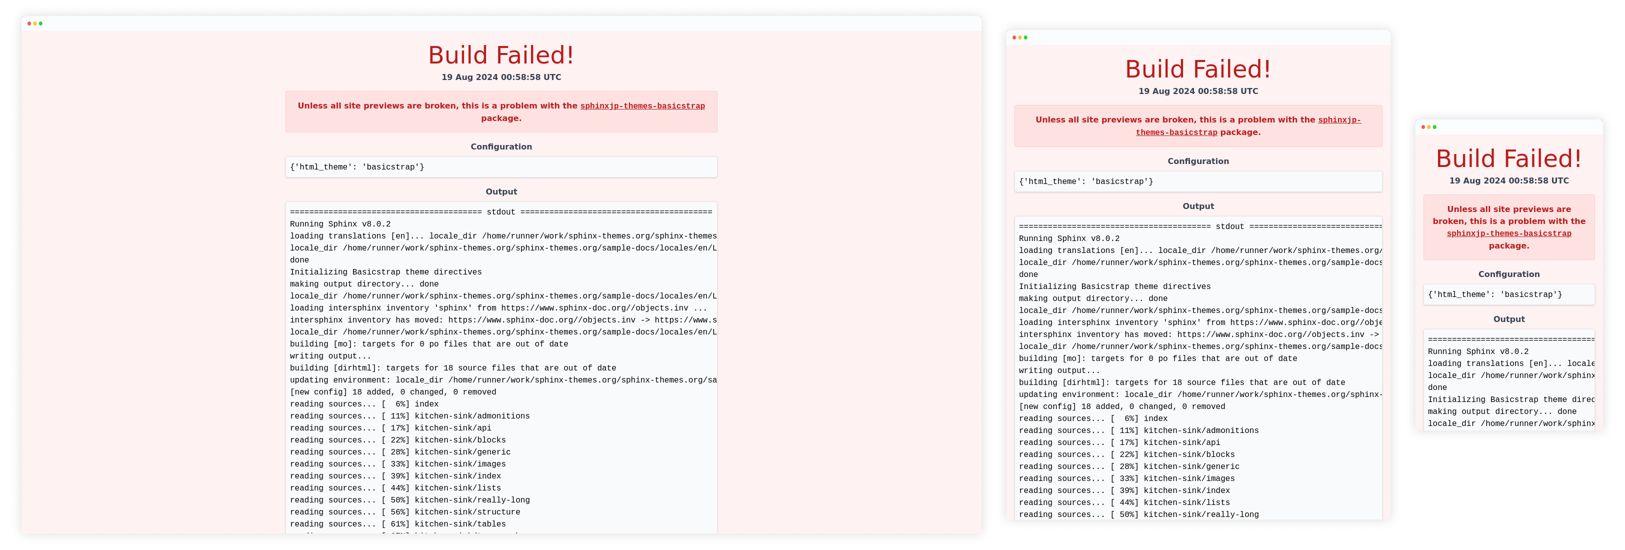 Build Failed!
19 Aug 2024 00:58:58 UTC
Unless all site previews are broken, this is a problem with the sphinxjp-themes-basicstrap
package.
Configuration
{'html_theme': 'basicstrap'}
Output
======================================== stdout ========================================
Running Sphinx v8.0.2
loading translations [en]... locale_dir /home/runner/work/sphinx-themes.org/sphinx-themes
locale_dir /home/runner/work/sphinx-themes.org/sphinx-themes.org/sample-docs/locales/en/L
done
Initializing Basicstrap theme directives
making output directory... done
locale_dir /home/runner/work/sphinx-themes.org/sphinx-themes.org/sample-docs/locales/en/L
loading intersphinx inventory 'sphinx' from https://www.sphinx-doc.org//objects.inv ...
intersphinx inventory has moved: https://www.sphinx-doc.org//objects.inv -> https://www.s
locale_dir /home/runner/work/sphinx-themes.org/sphinx-themes.org/sample-docs/locales/en/L
building [mo]: targets for 0 po files that are out of date
writing output...
building [dirhtml]: targets for 18 source files that are out of date
updating environment: locale_dir /home/runner/work/sphinx-themes.org/sphinx-themes.org/sa
[new config] 18 added, 0 changed, 0 removed
reading sources... [  6%] index
reading sources... [ 11%] kitchen-sink/admonitions
reading sources... [ 17%] kitchen-sink/api
reading sources... [ 22%] kitchen-sink/blocks
reading sources... [ 28%] kitchen-sink/generic
reading sources... [ 33%] kitchen-sink/images
reading sources... [ 39%] kitchen-sink/index
reading sources... [ 44%] kitchen-sink/lists
reading sources... [ 50%] kitchen-sink/really-long
reading sources... [ 56%] kitchen-sink/structure
reading sources... [ 61%] kitchen-sink/tables
Build Failed!
19 Aug 2024 00:58:58 UTC
Unless all site previews are broken, this is a problem with the sphinxjp-
themes-basicstrap package.
Configuration
{'html_theme': 'basicstrap'}
Output
======================================== stdout ============================
Running Sphinx v8.0.2
loading translations [en]... locale_dir /home/runner/work/sphinx-themes.org/
locale_dir /home/runner/work/sphinx-themes.org/sphinx-themes.org/sample-docs
done
Initializing Basicstrap theme directives
making output directory... done
locale_dir /home/runner/work/sphinx-themes.org/sphinx-themes.org/sample-docs
loading intersphinx inventory 'sphinx' from https://www.sphinx-doc.org//obje
intersphinx inventory has moved: https://www.sphinx-doc.org//objects.inv ->
locale_dir /home/runner/work/sphinx-themes.org/sphinx-themes.org/sample-docs
building [mo]: targets for 0 po files that are out of date
writing output...
building [dirhtml]: targets for 18 source files that are out of date
updating environment: locale_dir /home/runner/work/sphinx-themes.org/sphinx-
[new config] 18 added, 0 changed, 0 removed
reading sources... [  6%] index
reading sources... [ 11%] kitchen-sink/admonitions
reading sources... [ 17%] kitchen-sink/api
reading sources... [ 22%] kitchen-sink/blocks
reading sources... [ 28%] kitchen-sink/generic
reading sources... [ 33%] kitchen-sink/images
reading sources... [ 39%] kitchen-sink/index
reading sources... [ 44%] kitchen-sink/lists
reading sources... [ 50%] kitchen-sink/really-long
Build Failed!
19 Aug 2024 00:58:58 UTC
Unless all site previews are
broken, this is a problem with the
sphinxjp-themes-basicstrap
package.
Configuration
{'html_theme': 'basicstrap'}
Output
===================================
Running Sphinx v8.0.2
loading translations [en]... locale
locale_dir /home/runner/work/sphinx
done
Initializing Basicstrap theme direc
making output directory... done
locale_dir /home/runner/work/sphinx